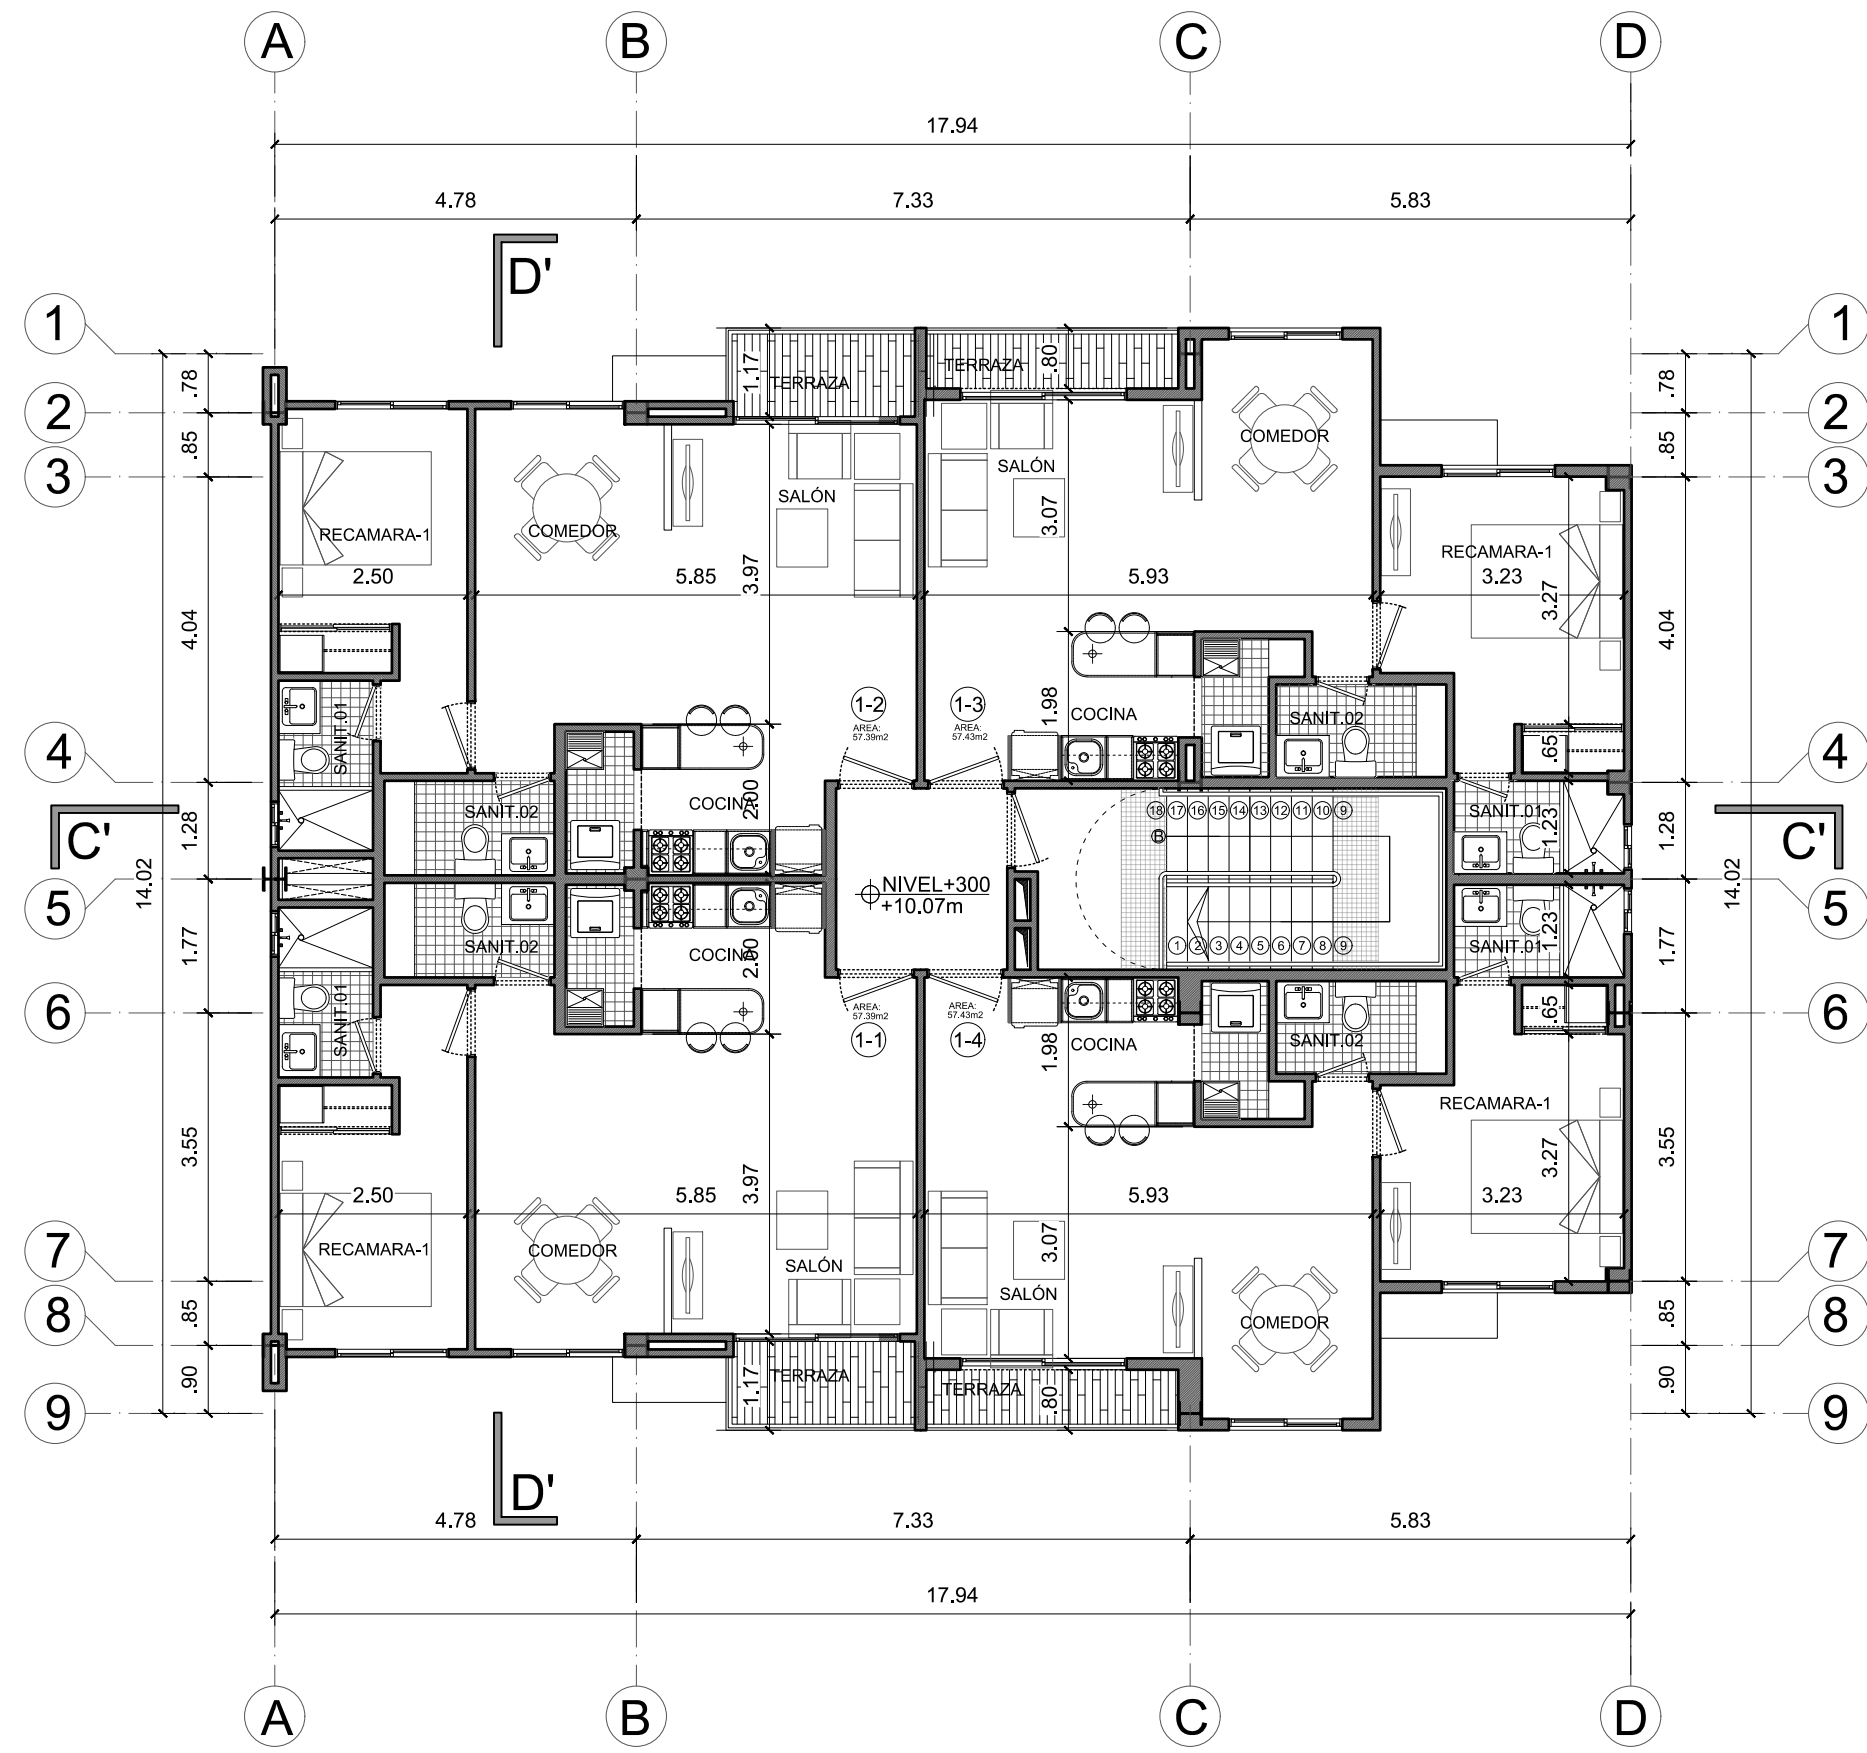 A B C D
17.94
4.78 7.33 5.83
D'
1 1
.78 .78
2 2
.85 .85
3 3
1.17 TERRAZA TERRAZA .80
COMEDOR
SALÓN
SALÓN
RECAMARA-1 COMEDOR 3.07 RECAMARA-1
2.50 5.85 3.97 5.93 3.23 3.27
4.04 4.04
1-2 1-3
AREA: AREA:
57.39m2 57.43m2
1.98 COCINA SANIT.02
SANIT.01
.65
4 4
COCINA 2.00
SANIT.02
18 17 16 15 14 13 12 11 10 9
B
SANIT.01 1.23
1.28 1.28
C' C'
14.02 14.02
NIVEL+300
+10.07m
5 5
1 2 3 4 5 6 7 8 9
SANIT.02
COCINA 2.00
SANIT.01 1.23
1.77 1.77
AREA: AREA:
57.39m2 57.43m2
1-1 1-4
6 6
SANIT.01
1.98 COCINA SANIT.02
.65
RECAMARA-1
3.55 3.55
2.50 5.85 3.97 5.93 3.23 3.27
RECAMARA-1 COMEDOR SALÓN 3.07
SALÓN
COMEDOR
7 7
.85 .85
8 8
1.17 TERRAZA TERRAZA .80
.90 .90
9 9
D'
4.78 7.33 5.83
17.94
A B C D